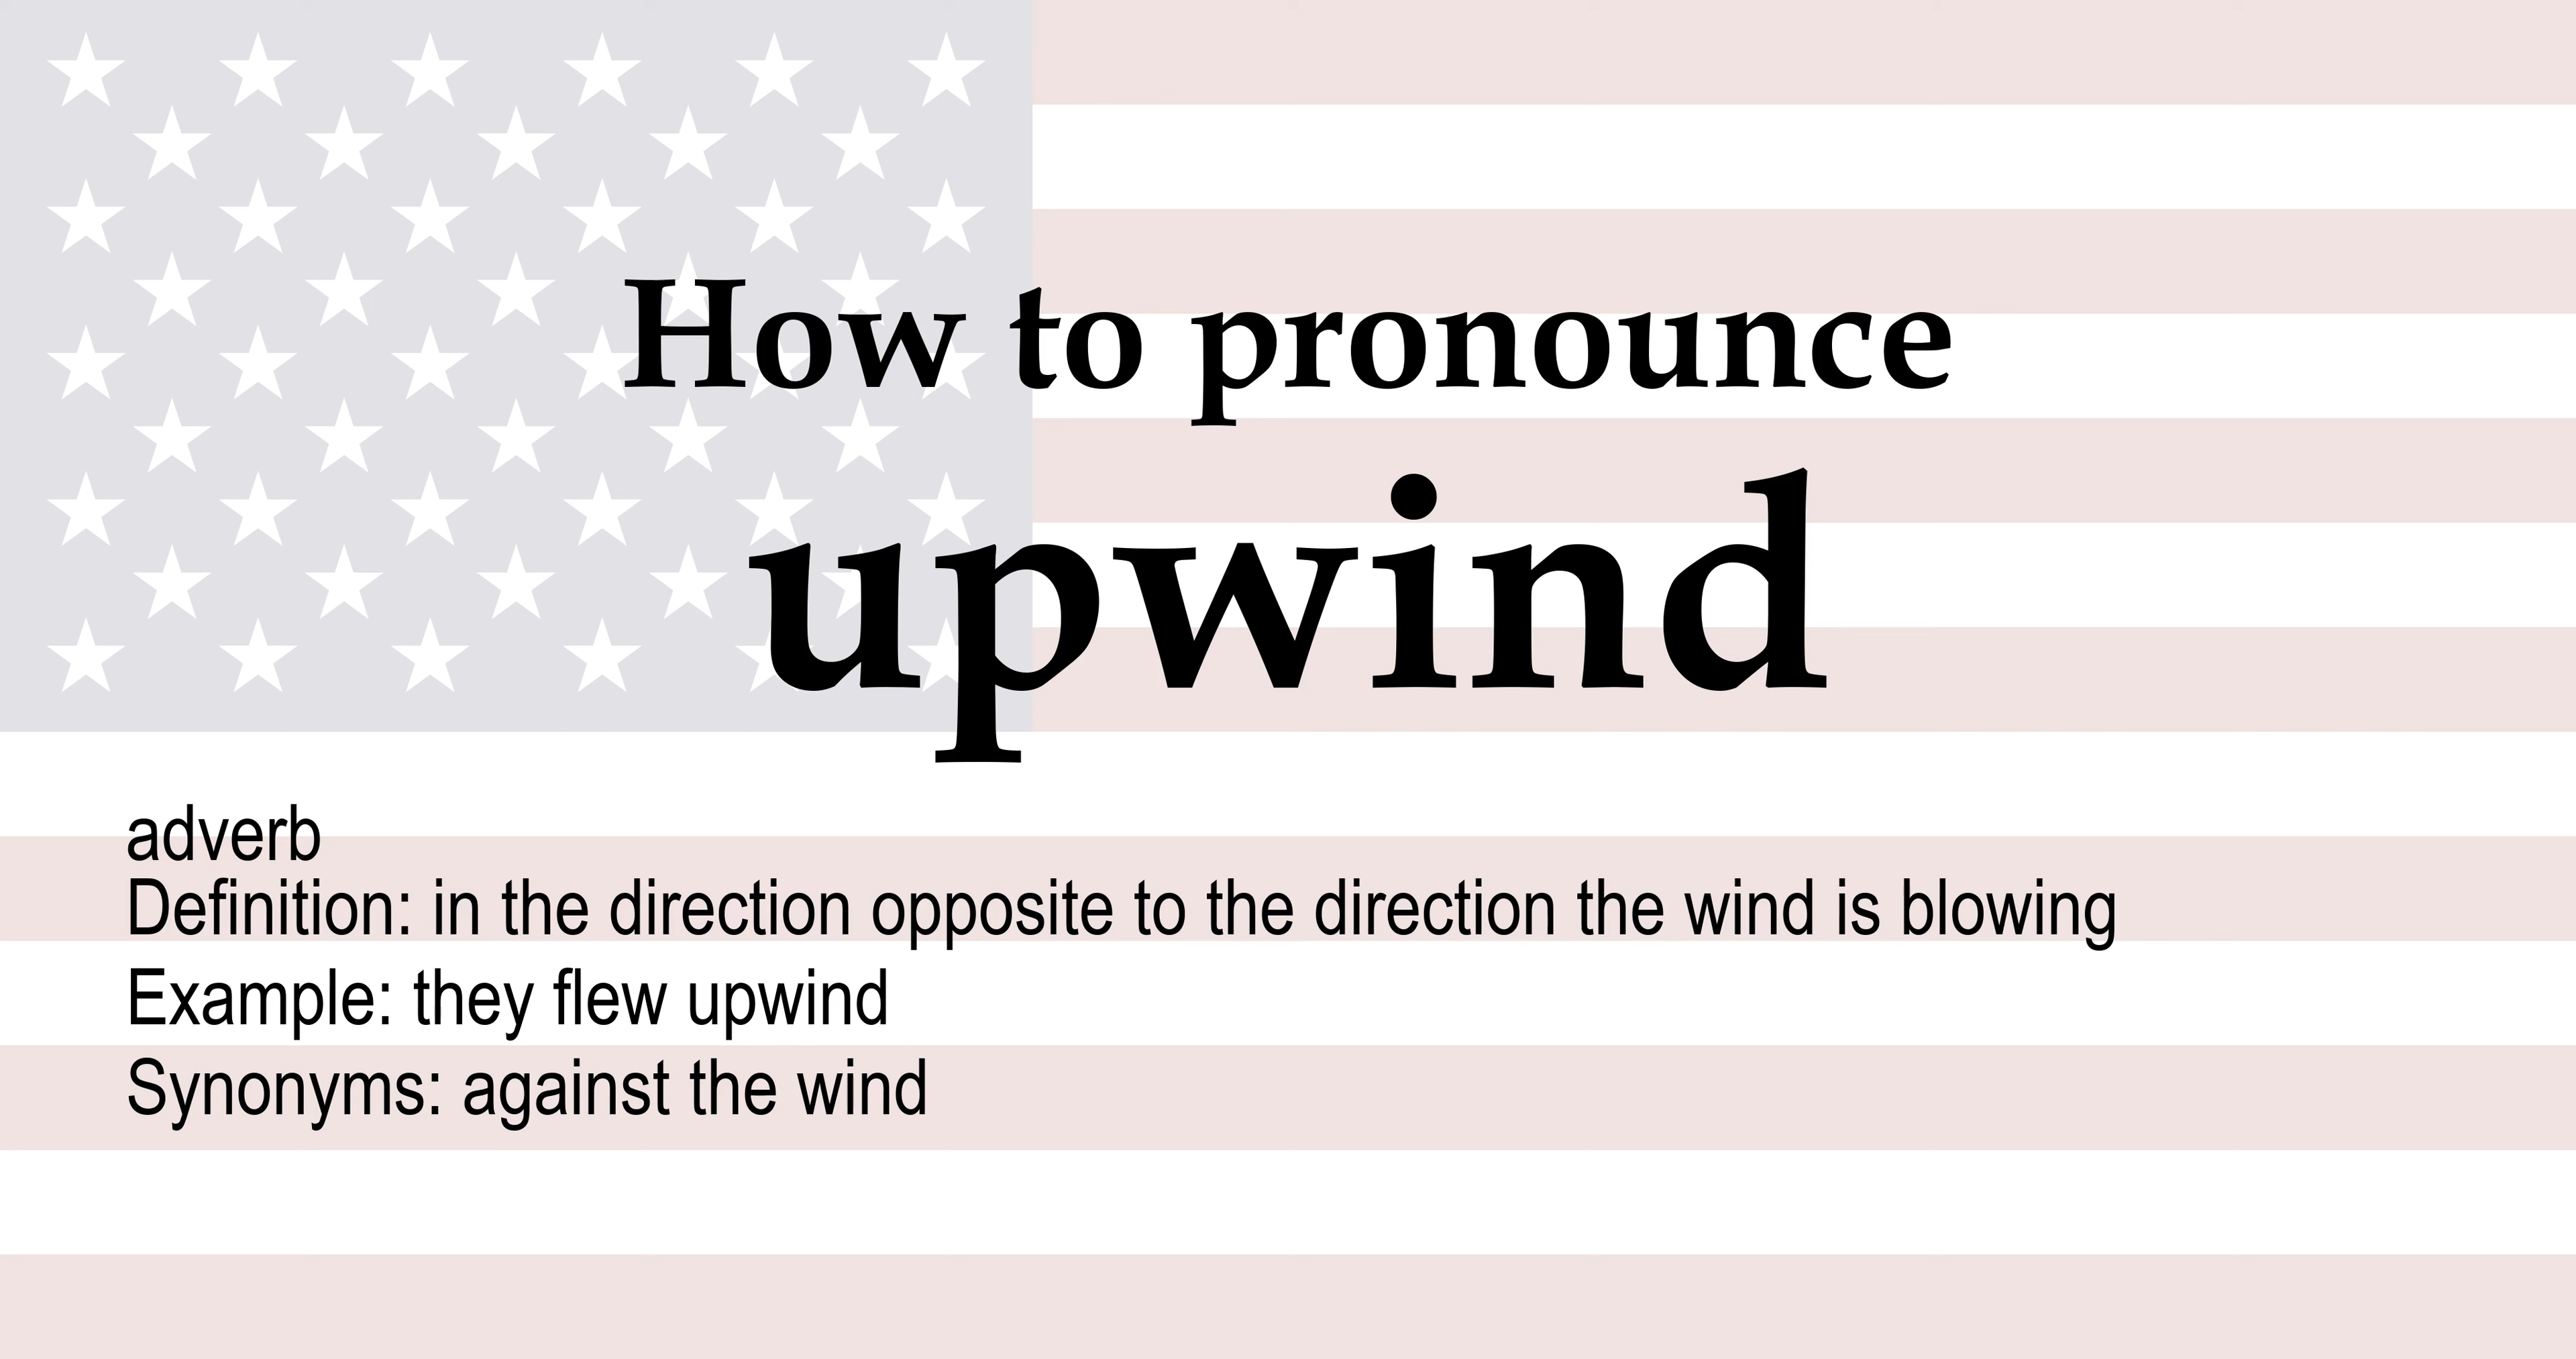 How to pronounce
upwind
adverb
Definition: in the direction opposite to the direction the wind is blowing
Example: they flew upwind
Synonyms: against the wind